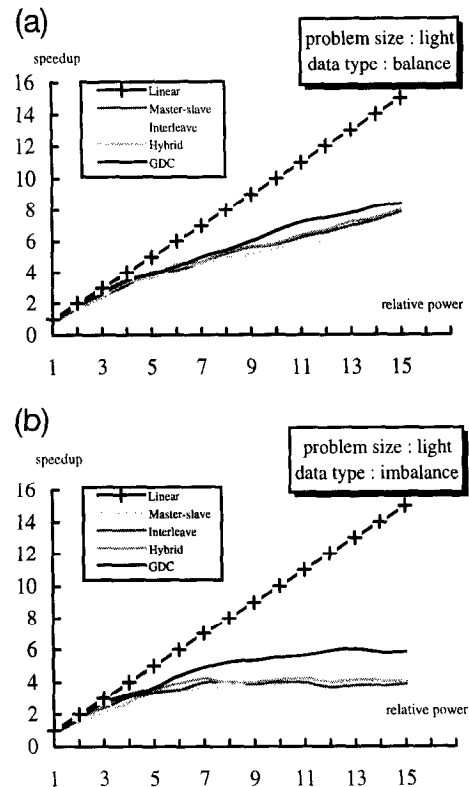 (a)
speedup
problem size : light
data type : balance
16
14
12
10
8
6
4
2
0
Linear
Master-slave
Interleave
Hybrid
GDC
relative power
1 3 5 7 9 11 13 15
(b)
speedup
problem size : light
data type : imbalance
16
14
12
10
8
6
4
2
0
Linear
Master-slave
Interleave
Hybrid
GDC
relative power
1 3 5 7 9 11 13 15